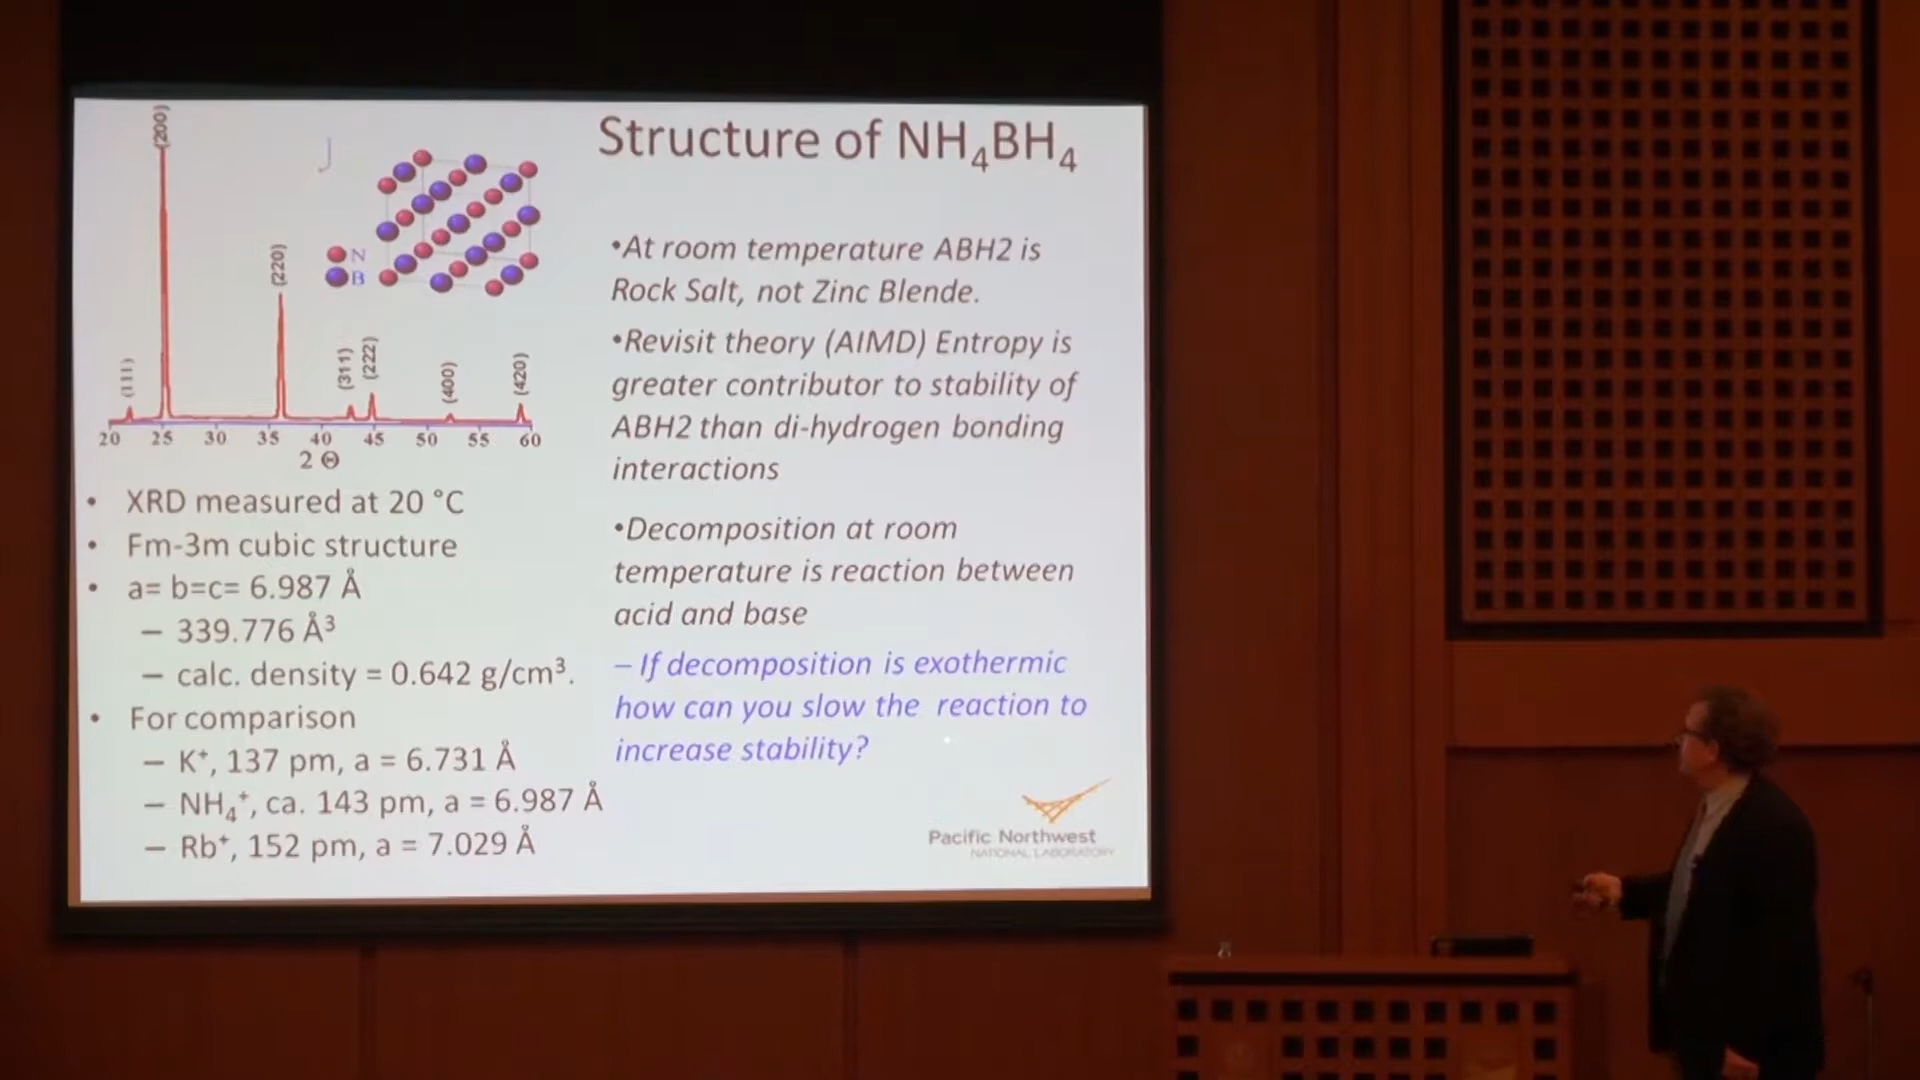 Structure of NH₄BH₄
(111)
(200)
(220)
(311)
(222)
(400)
(420)
N
B
20 25 30 35 40 45 50 55 60
2 Θ
• XRD measured at 20 °C
• Fm-3m cubic structure
• a= b=c= 6.987 Å
– 339.776 Å³
– calc. density = 0.642 g/cm³.
• For comparison
– K⁺, 137 pm, a = 6.731 Å
– NH₄⁺, ca. 143 pm, a = 6.987 Å
– Rb⁺, 152 pm, a = 7.029 Å
•At room temperature ABH2 is
Rock Salt, not Zinc Blende.
•Revisit theory (AIMD) Entropy is
greater contributor to stability of
ABH2 than di-hydrogen bonding
interactions
•Decomposition at room
temperature is reaction between
acid and base
– If decomposition is exothermic
how can you slow the reaction to
increase stability?
Pacific Northwest
NATIONAL LABORATORY